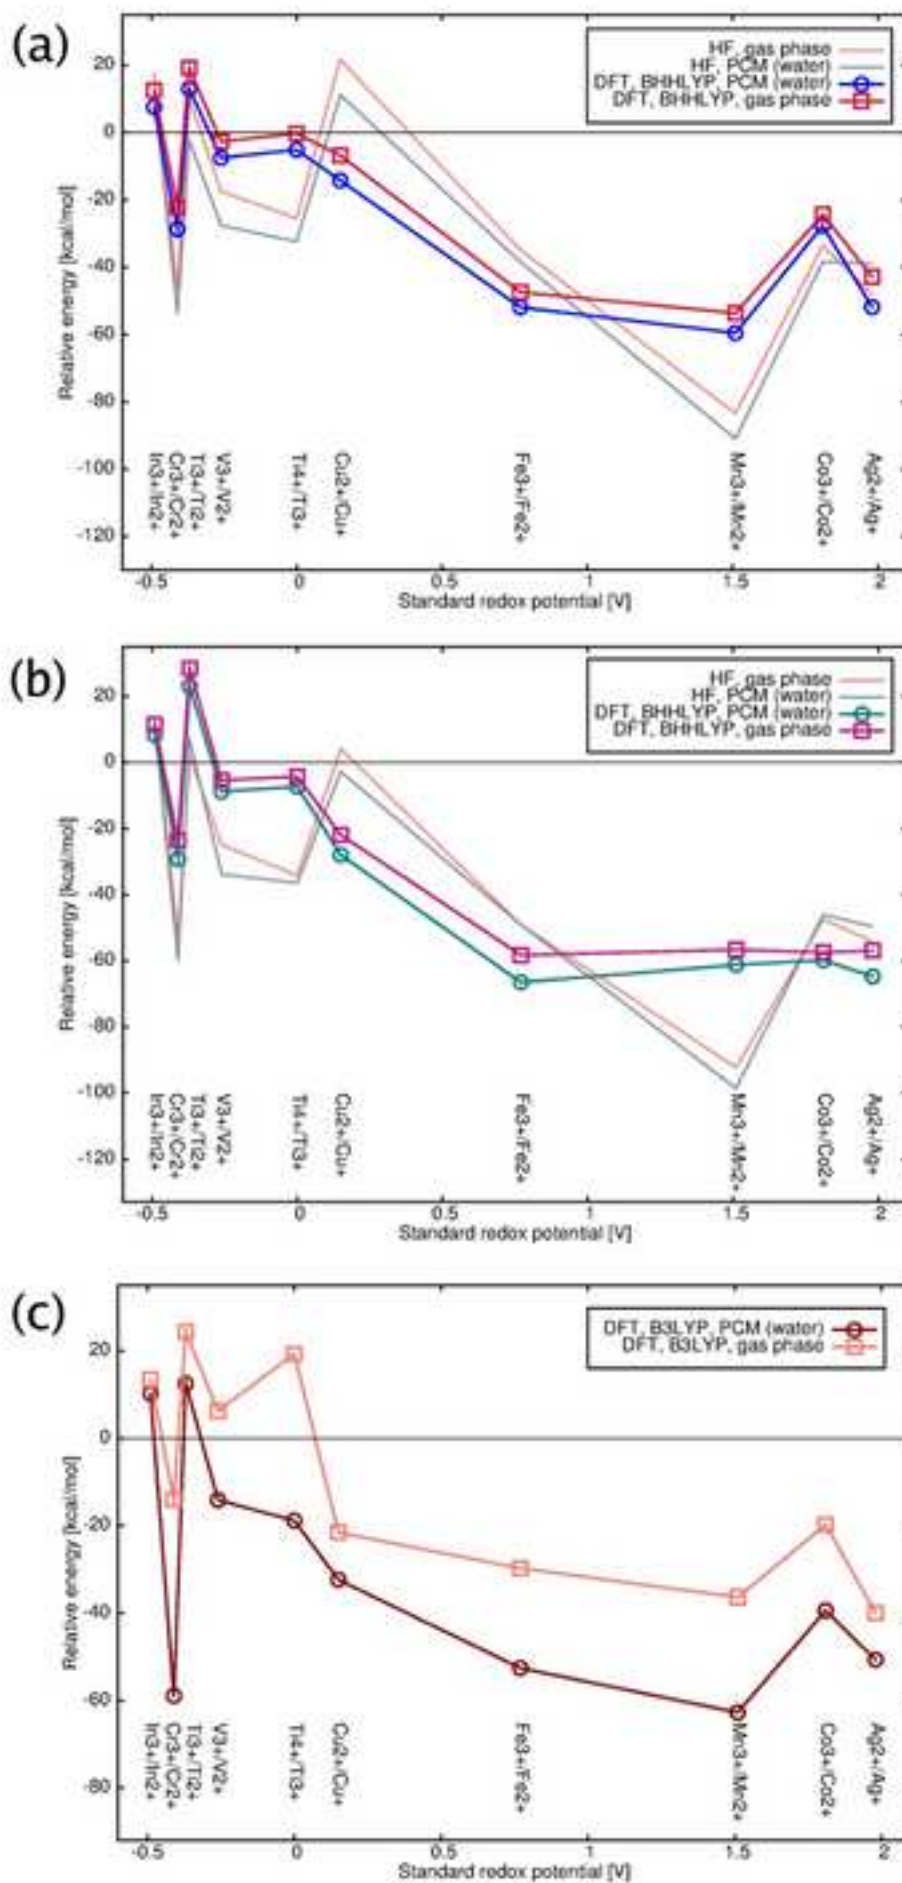 (a)
HF, gas phase
HF, PCM (water)
DFT, BHHLYP, PCM (water)
DFT, BHHLYP, gas phase
Relative energy [kcal/mol]
20
0
-20
-40
-60
-80
-100
-120
In3+/In2+
Cr3+/Cr2+
Ti3+/Ti2+
V3+/V2+
Ti4+/Ti3+
Cu2+/Cu+
Fe3+/Fe2+
Mn3+/Mn2+
Co3+/Co2+
Ag2+/Ag+
-0.5 0 0.5 1 1.5 2
Standard redox potential [V]
(b)
HF, gas phase
HF, PCM (water)
DFT, BHHLYP, PCM (water)
DFT, BHHLYP, gas phase
Relative energy [kcal/mol]
20
0
-20
-40
-60
-80
-100
-120
In3+/In2+
Cr3+/Cr2+
Ti3+/Ti2+
V3+/V2+
Ti4+/Ti3+
Cu2+/Cu+
Fe3+/Fe2+
Mn3+/Mn2+
Co3+/Co2+
Ag2+/Ag+
-0.5 0 0.5 1 1.5 2
Standard redox potential [V]
(c)
DFT, B3LYP, PCM (water)
DFT, B3LYP, gas phase
Relative energy [kcal/mol]
20
0
-20
-40
-60
-80
In3+/In2+
Cr3+/Cr2+
Ti3+/Ti2+
V3+/V2+
Ti4+/Ti3+
Cu2+/Cu+
Fe3+/Fe2+
Mn3+/Mn2+
Co3+/Co2+
Ag2+/Ag+
-0.5 0 0.5 1 1.5 2
Standard redox potential [V]